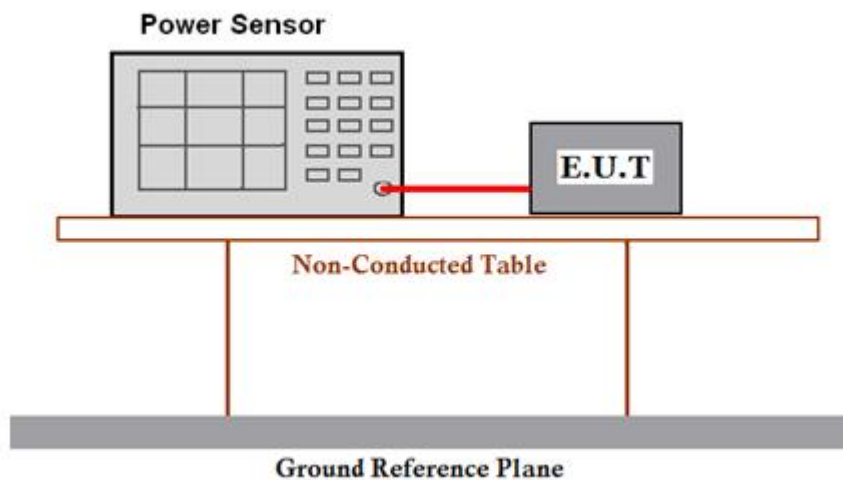 Power Sensor
E.U.T
Non-Conducted Table
Ground Reference Plane